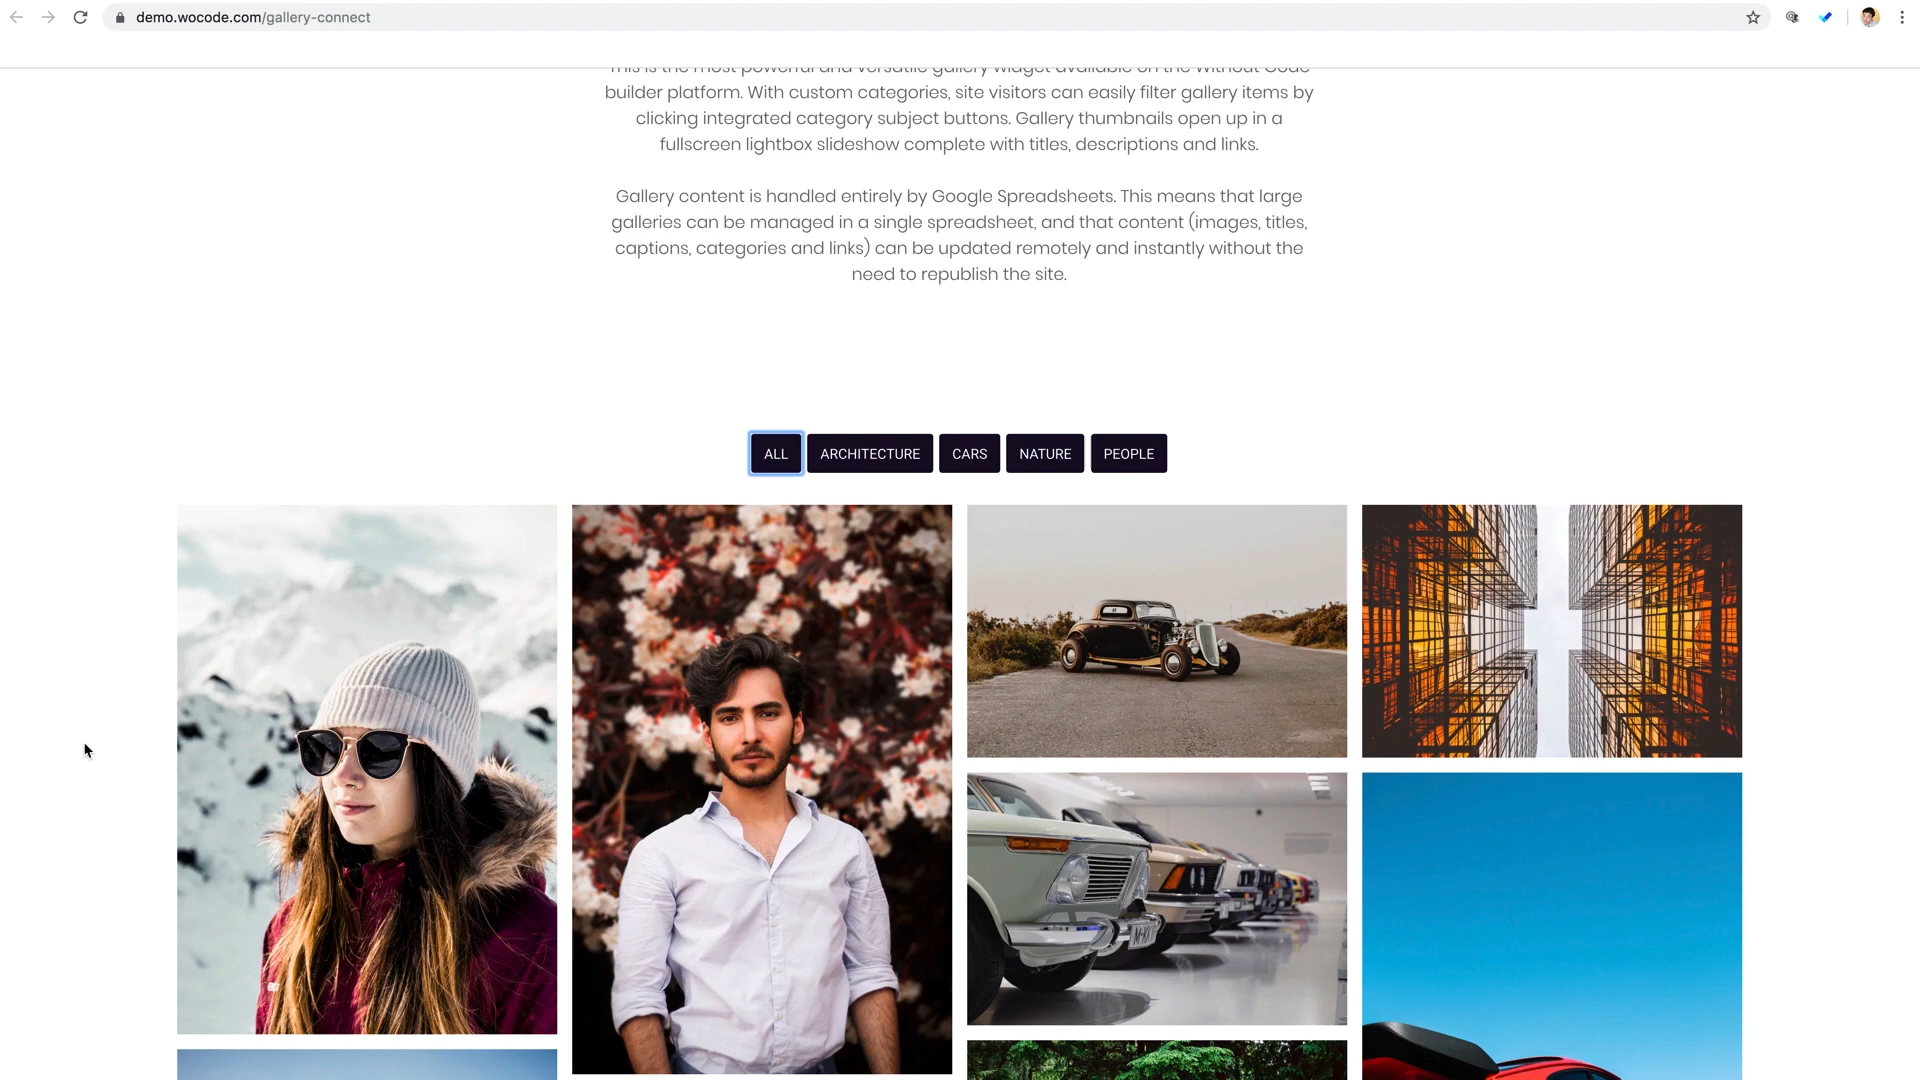 demo.wocode.com/gallery-connect
This is the most powerful and versatile gallery widget available on the Without Code
builder platform. With custom categories, site visitors can easily filter gallery items by
clicking integrated category subject buttons. Gallery thumbnails open up in a
fullscreen lightbox slideshow complete with titles, descriptions and links.
Gallery content is handled entirely by Google Spreadsheets. This means that large
galleries can be managed in a single spreadsheet, and that content (images, titles,
captions, categories and links) can be updated remotely and instantly without the
need to republish the site.
ALL ARCHITECTURE CARS NATURE PEOPLE